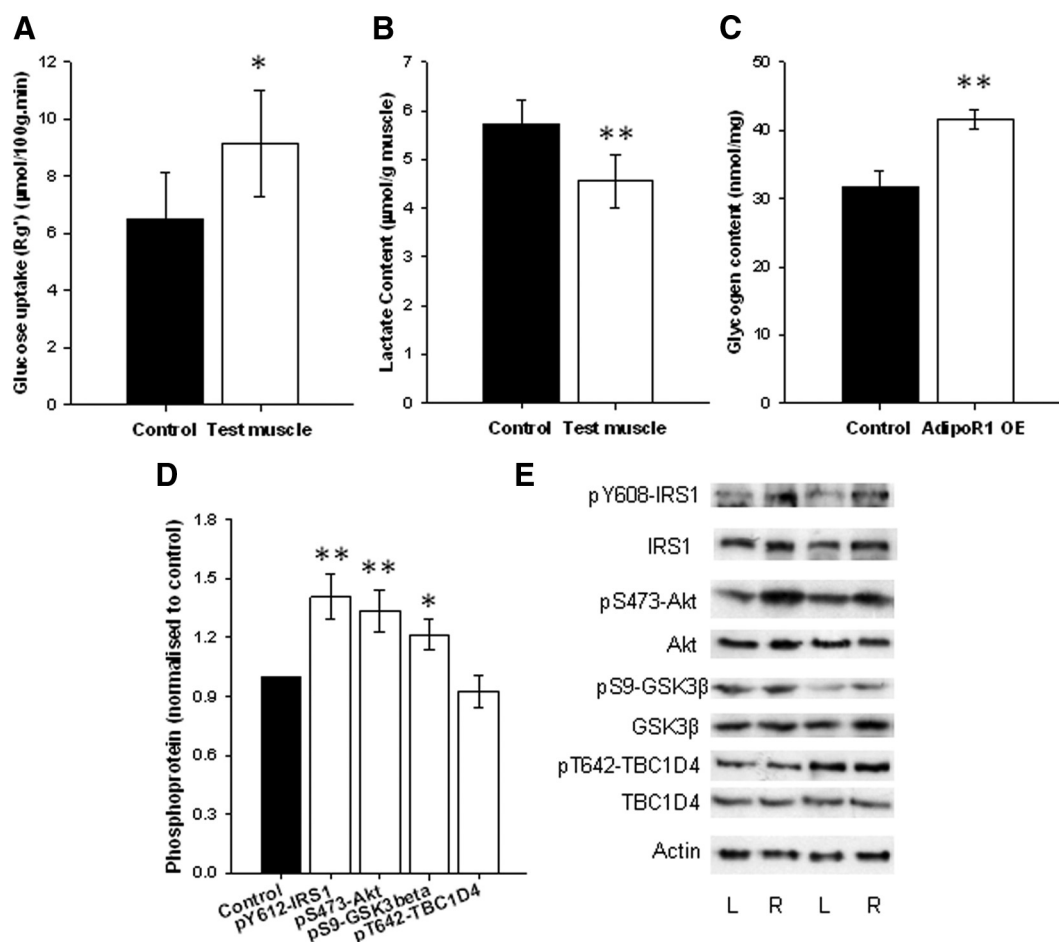 A
Glucose uptake (Rg') (µmol/100g.min)
12
10
8
6
4
2
0
*
Control Test muscle
B
Lactate Content (µmol/g muscle)
7
6
5
4
3
2
1
0
**
Control Test muscle
C
Glycogen content (nmol/mg)
50
40
30
20
10
0
**
Control AdipoR1 OE
D
Phosphoprotein (normalised to control)
1.8
1.5
1.2
0.9
0.6
0.3
0.0
** ** *
Control
pY612-IRS1
pS473-Akt
pS9-GSK3beta
pT642-TBC1D4
E
pY608-IRS1
IRS1
pS473-Akt
Akt
pS9-GSK3β
GSK3β
pT642-TBC1D4
TBC1D4
Actin
L R L R